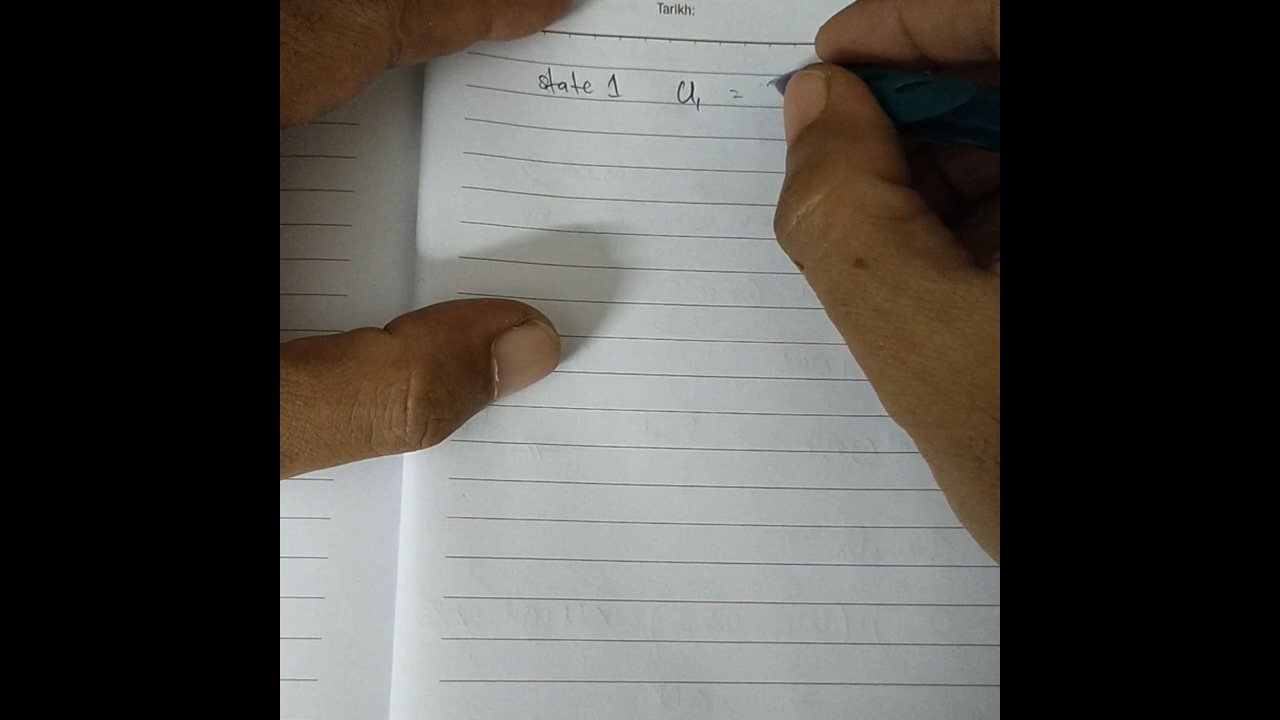 Tarikh:
state 1 U₁ =